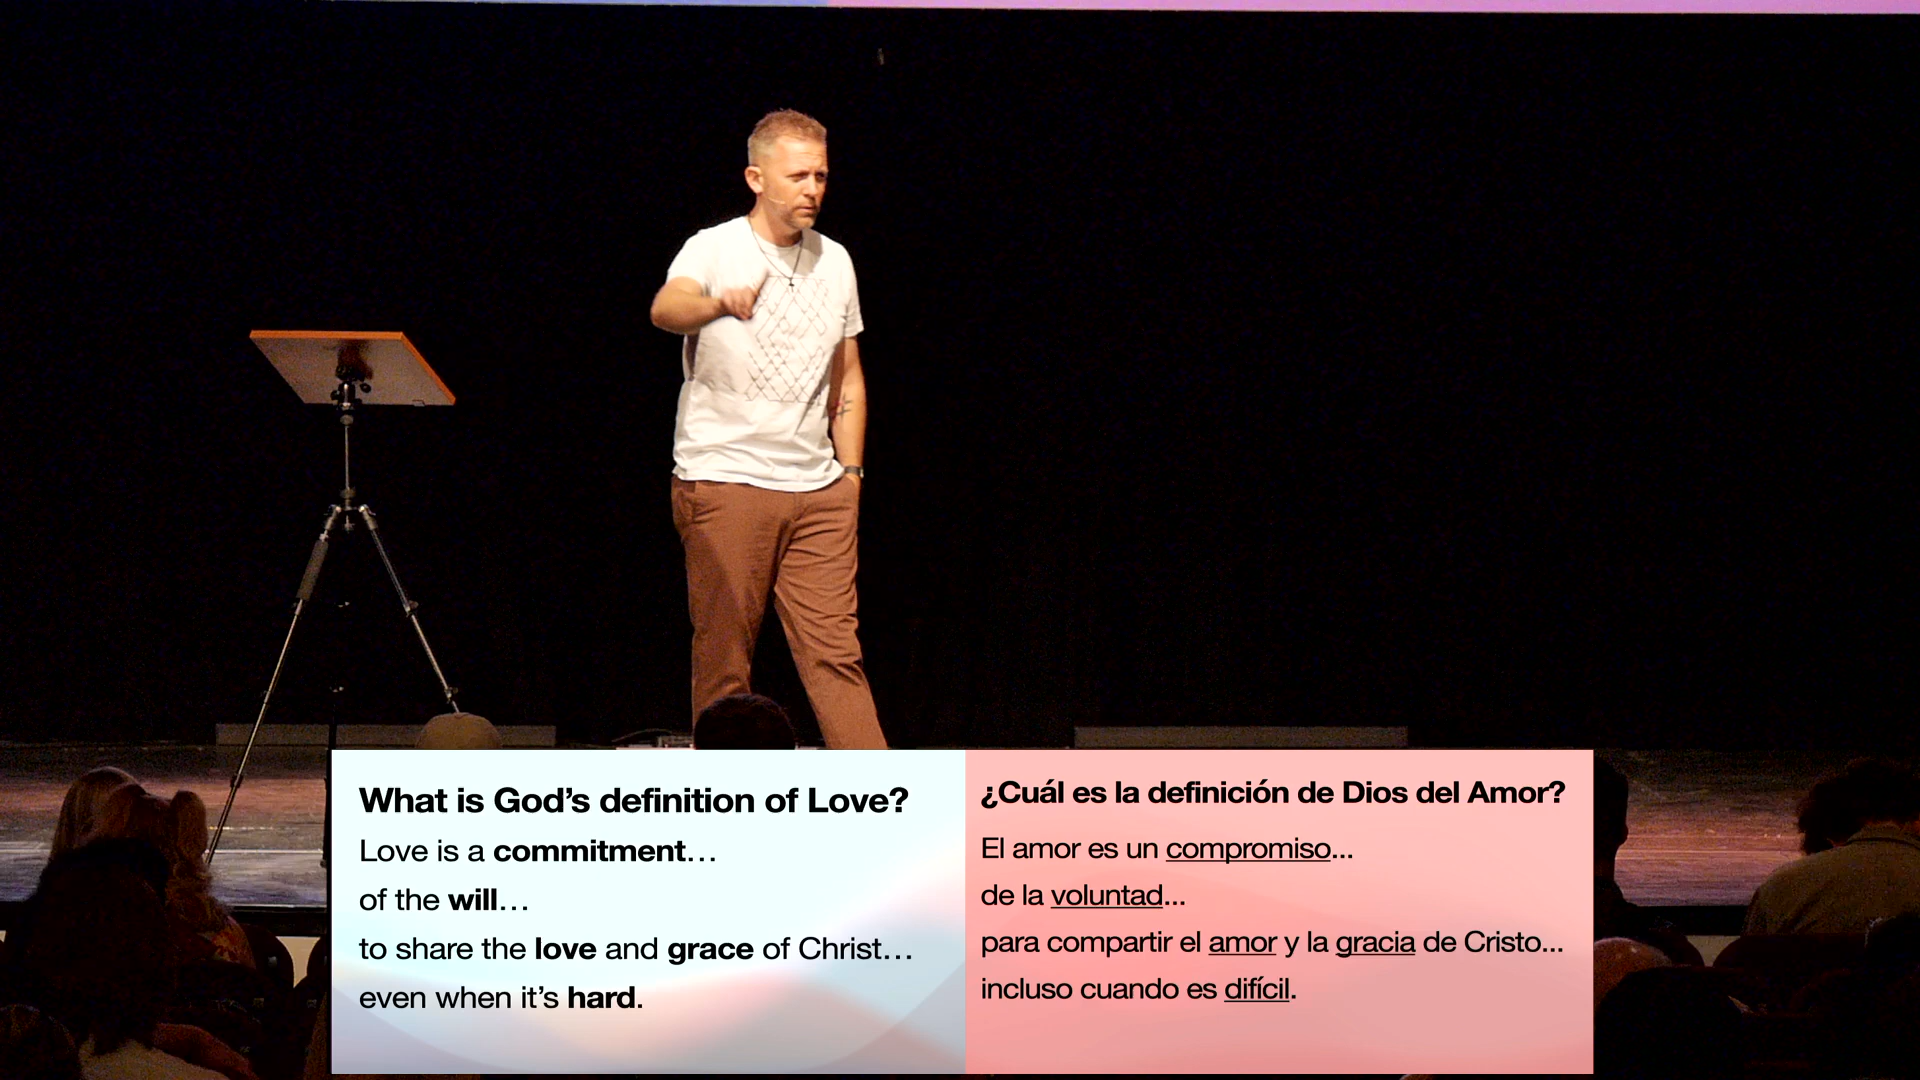 What is God's definition of Love?
Love is a commitment…
of the will…
to share the love and grace of Christ…
even when it's hard.
¿Cuál es la definición de Dios del Amor?
El amor es un compromiso...
de la voluntad...
para compartir el amor y la gracia de Cristo...
incluso cuando es difícil.